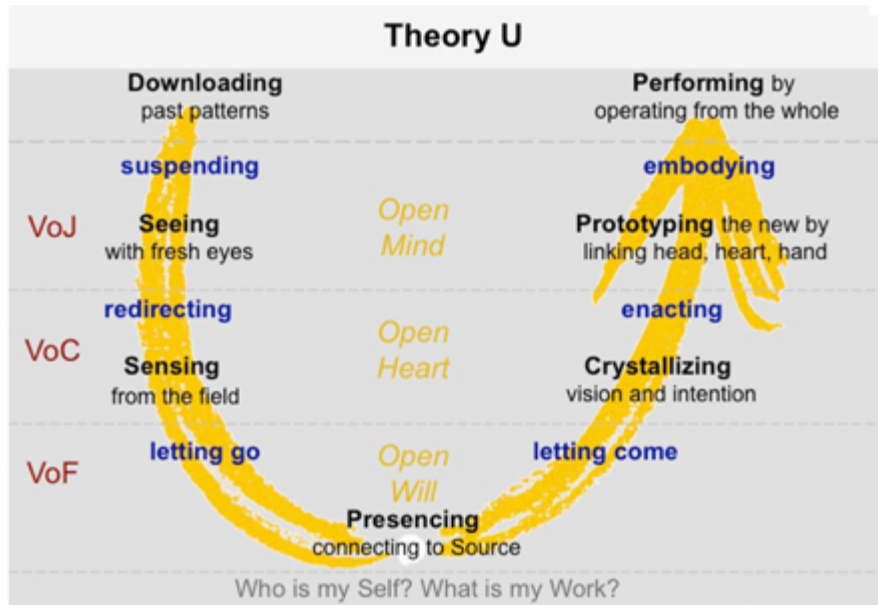 Theory U
Downloading
past patterns
Performing by
operating from the whole
suspending
embodying
VoJ
Seeing
with fresh eyes
Open
Mind
Prototyping the new by
linking head, heart, hand
redirecting
enacting
VoC
Sensing
from the field
Open
Heart
Crystallizing
vision and intention
letting go
letting come
VoF
Open
Will
Presencing
connecting to Source
Who is my Self? What is my Work?